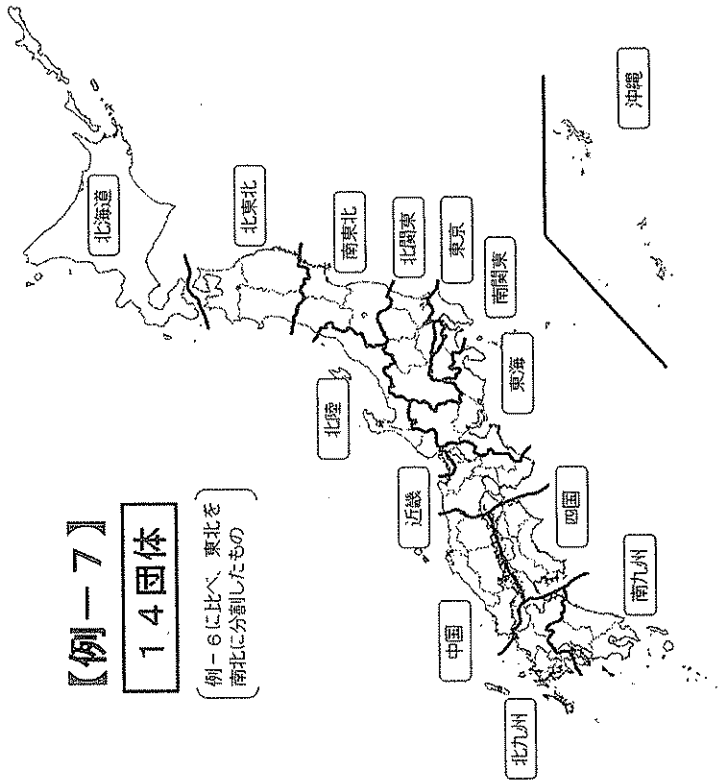 【例－７】
１４団体
例－６に比べ、東北を
南北に分割したもの
北海道
北東北
南東北
北関東
東京
南関東
東海
北陸
近畿
中国
四国
北九州
南九州
沖縄